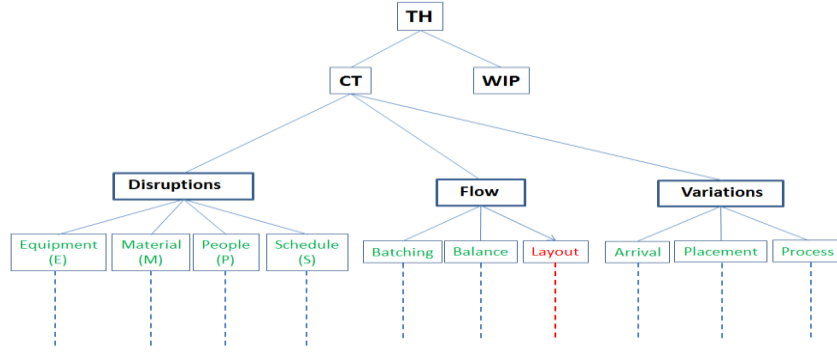 TH
CT
WIP
Disruptions
Flow
Variations
Equipment
(E)
Material
(M)
People
(P)
Schedule
(S)
Batching
Balance
Layout
Arrival
Placement
Process